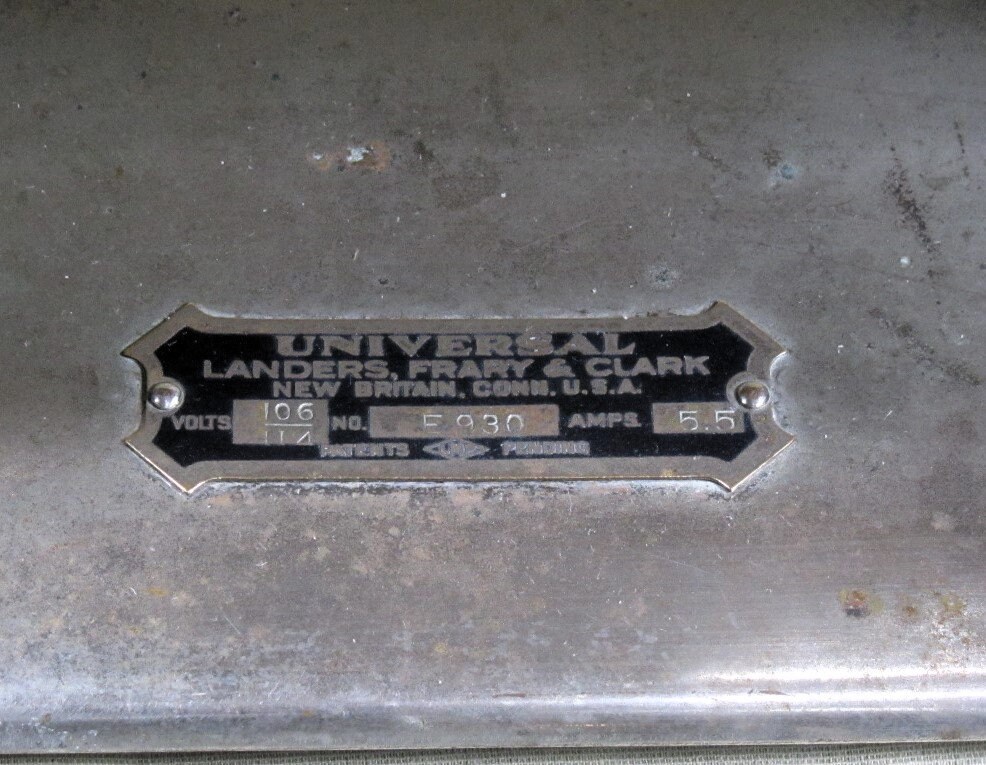 UNIVERSAL
LANDERS, FRARY & CLARK
NEW BRITAIN, CONN. U.S.A.
VOLTS 106/114 NO. E930 AMPS. 5.5
PATENTS PENDING